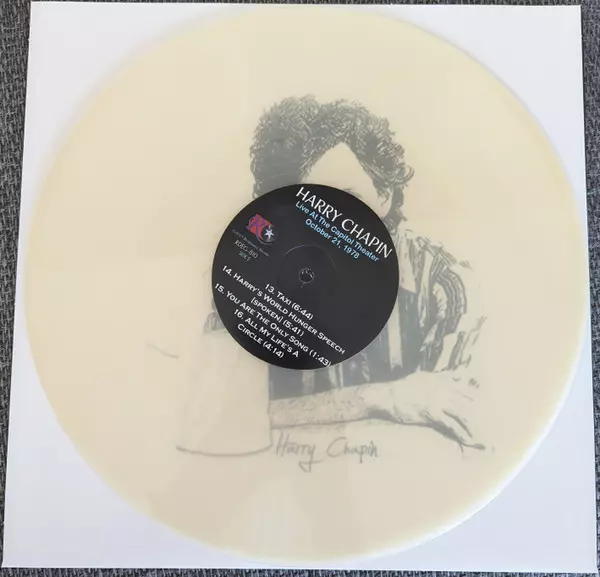 HARRY CHAPIN
Live At The Capitol Theater
October 21, 1978
KC
13. TAXI (6:44)
14. HARRY'S WORLD HUNGER SPEECH
[SPOKEN] (5:41)
15. YOU ARE THE ONLY SONG (1:43)
16. ALL MY LIFE'S A
CIRCLE (4:14)
Harry Chapin